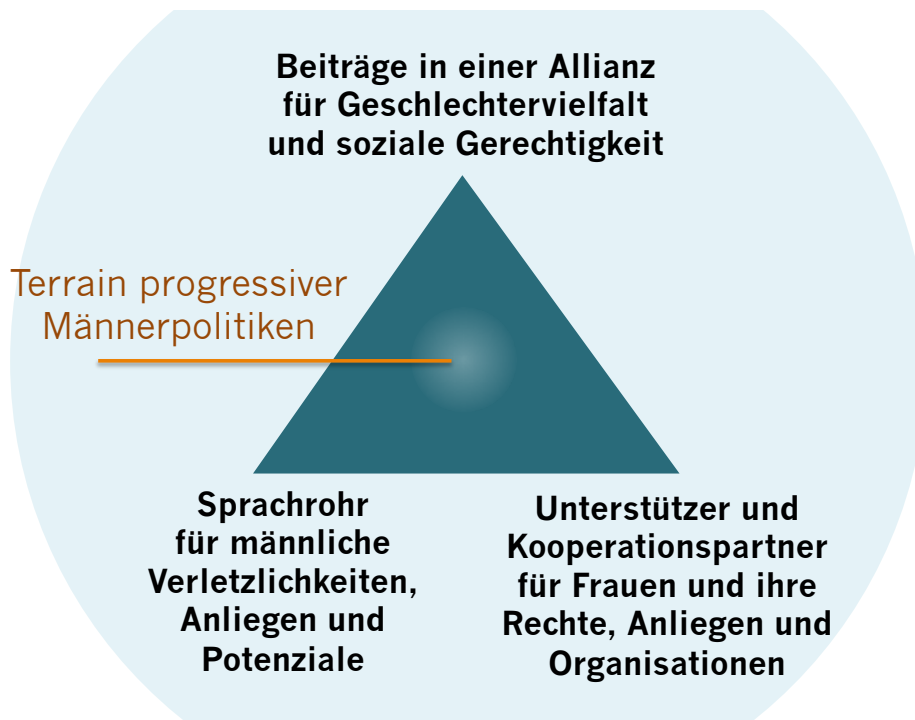 Beiträge in einer Allianz
für Geschlechtervielfalt
und soziale Gerechtigkeit
Terrain progressiver
Männerpolitiken
Sprachrohr
für männliche
Verletzlichkeiten,
Anliegen und
Potenziale
Unterstützer und
Kooperationspartner
für Frauen und ihre
Rechte, Anliegen und
Organisationen